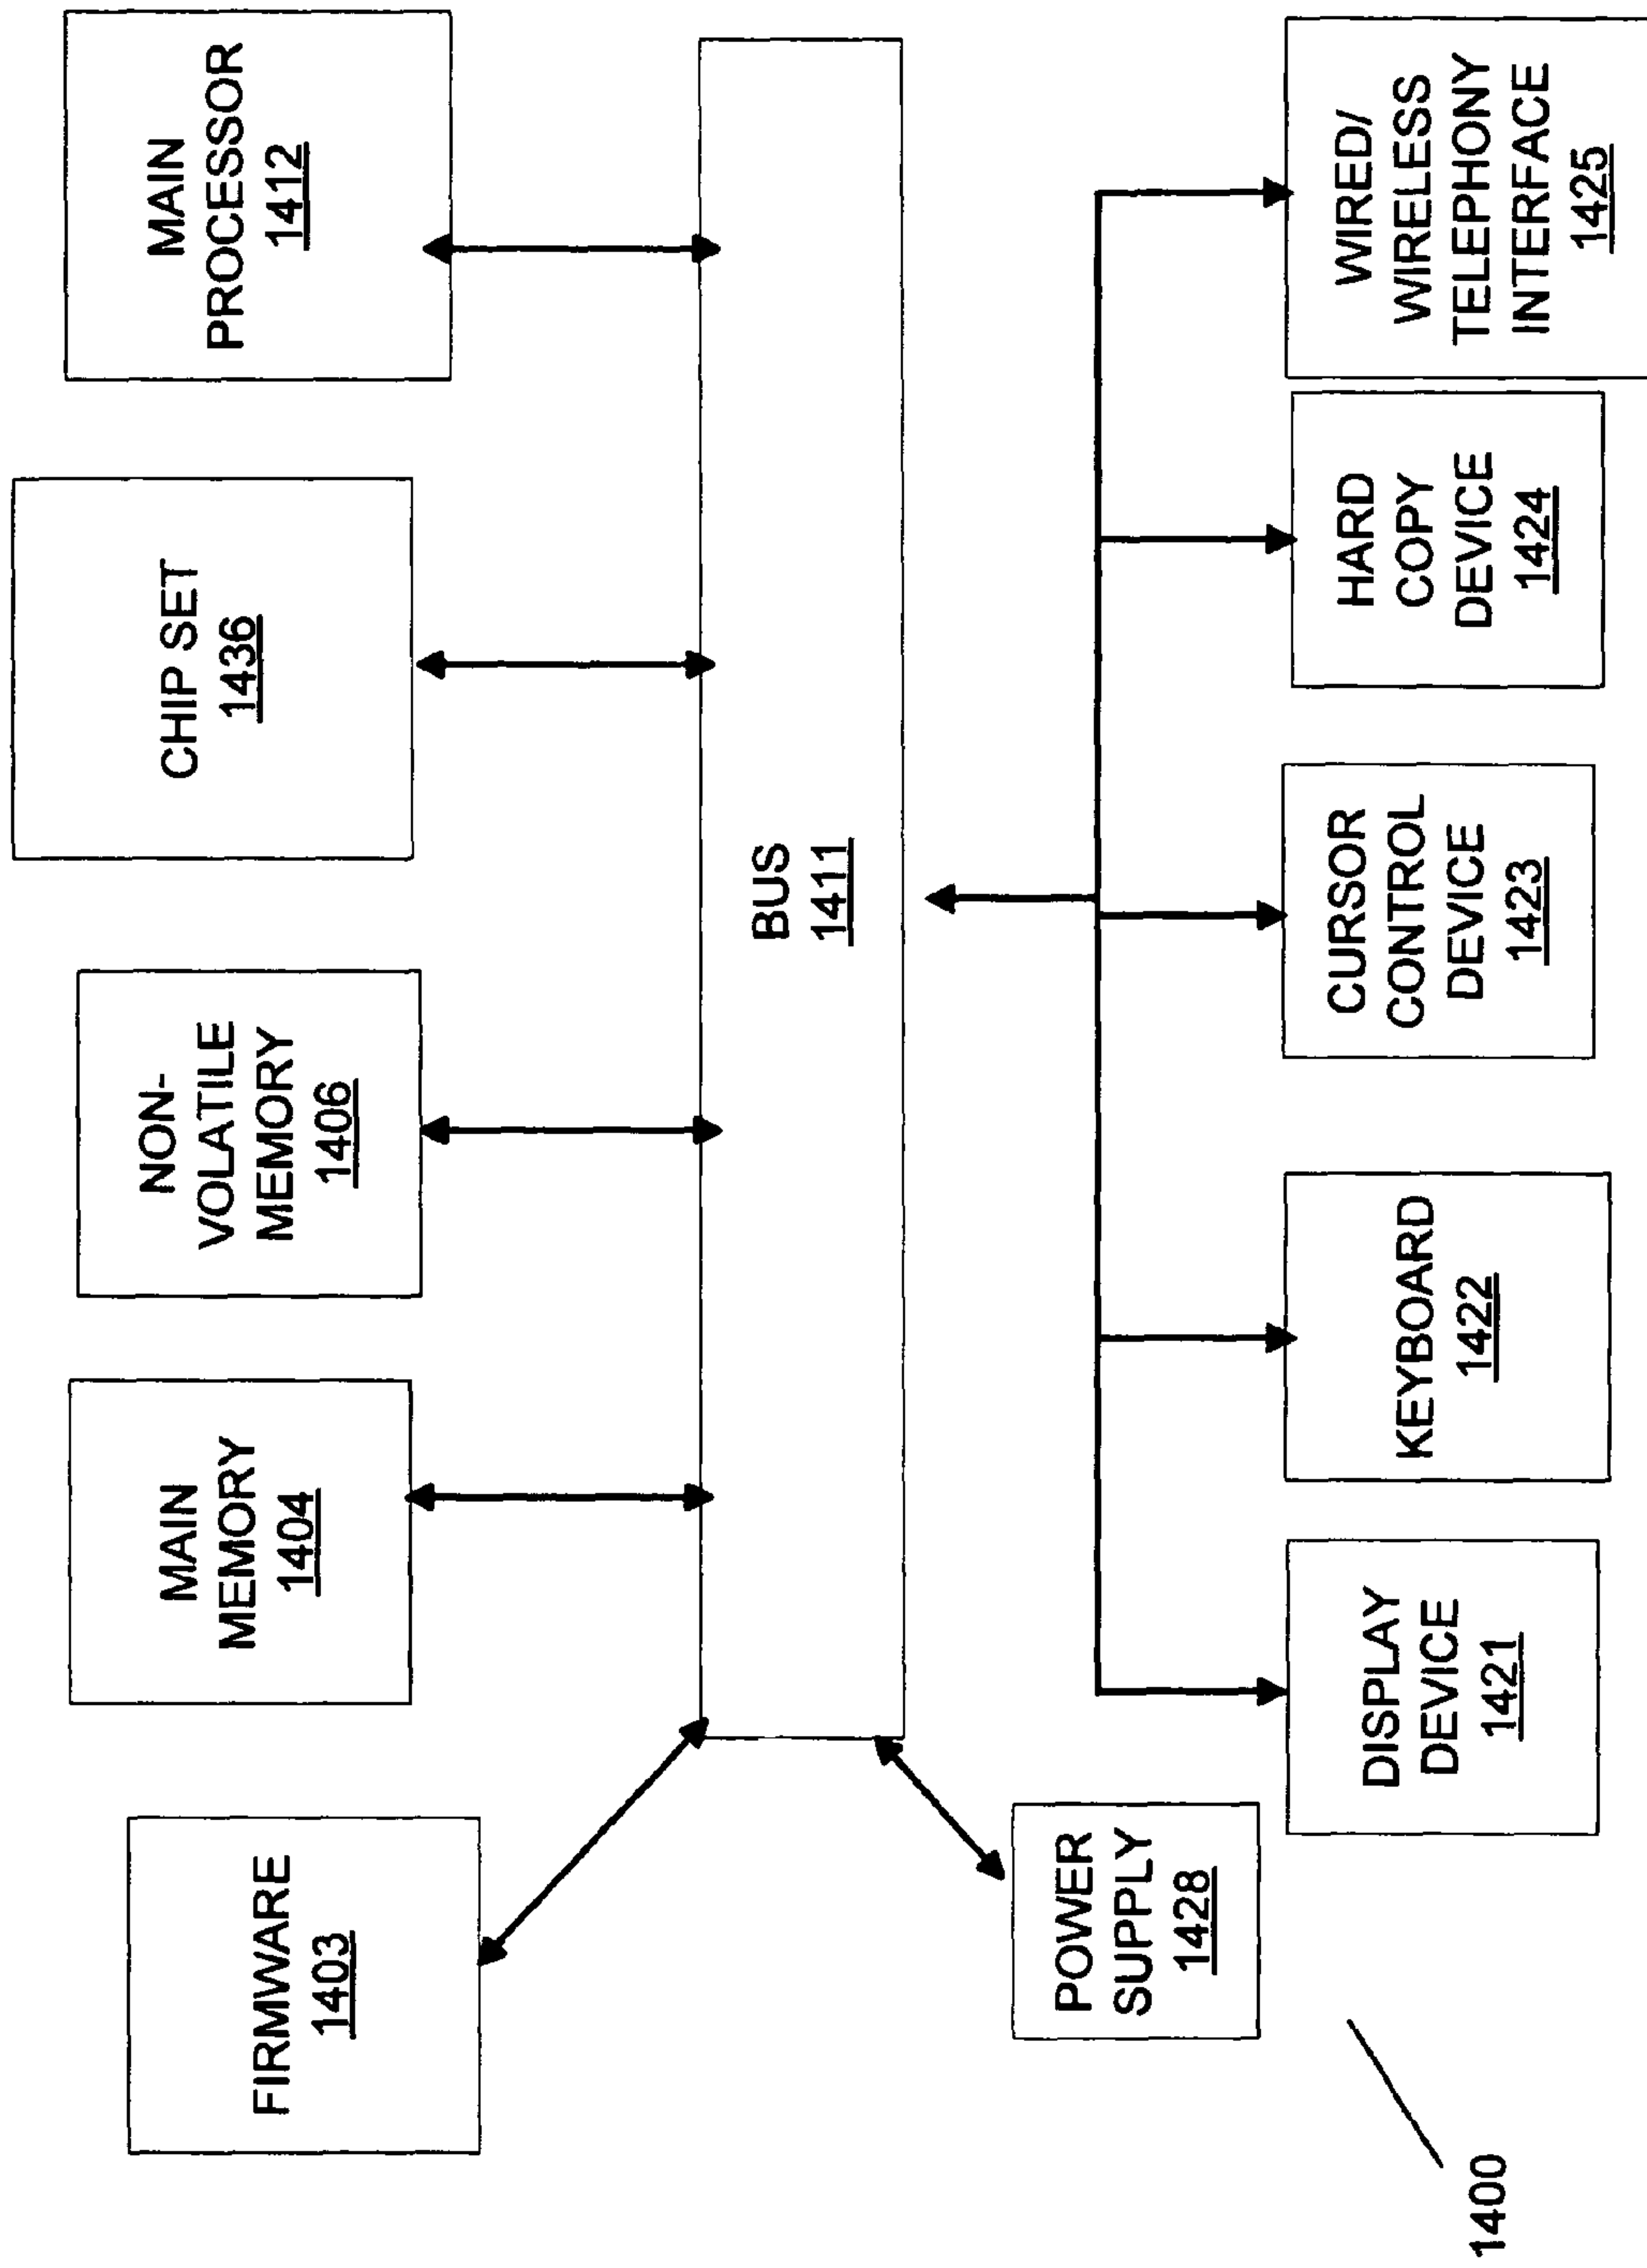 FIRMWARE
1403
MAIN
MEMORY
1404
NON-
VOLATILE
MEMORY
1406
CHIP SET
1436
MAIN
PROCESSOR
1412
BUS
1411
POWER
SUPPLY
1428
DISPLAY
DEVICE
1421
KEYBOARD
1422
CURSOR
CONTROL
DEVICE
1423
HARD
COPY
DEVICE
1424
WIRED/
WIRELESS
TELEPHONY
INTERFACE
1425
1400